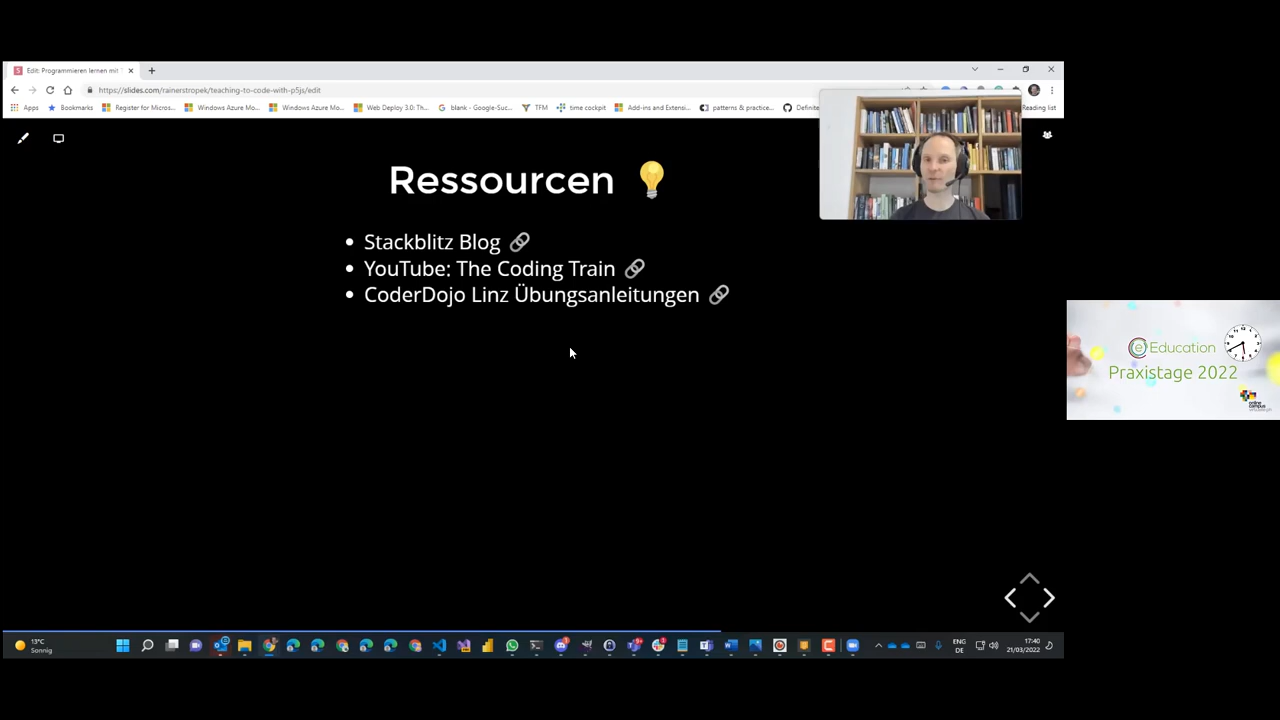 Edit: Programmieren lernen mit
https://slides.com/rainerstropek/teaching-to-code-with-p5js/edit
Apps
Bookmarks
Register for Micros...
Windows Azure Mo...
Windows Azure Mo...
Web Deploy 3.0: Th...
blank - Google-Suc...
TFM
time cockpit
Add-ins and Extensi...
patterns & practice...
Definite
Reading list
Ressourcen
Stackblitz Blog
YouTube: The Coding Train
CoderDojo Linz Übungsanleitungen
eEducation
Praxistage 2022
13°C
Sonnig
ENG
DE
17:40
21/03/2022